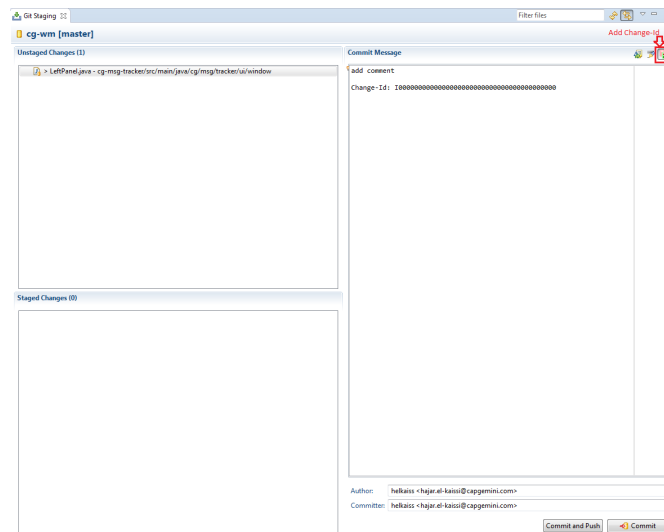 Git Staging
Filter files
cg-wm [master]
Add Change-Id
Unstaged Changes (1)
Commit Message
> LeftPanel.java - cg-msg-tracker/src/main/java/cg/msg/tracker/ui/window
add comment
Change-Id: I0000000000000000000000000000000000000000
Staged Changes (0)
Author: helkaiss <hajar.el-kaissi@capgemini.com>
Committer: helkaiss <hajar.el-kaissi@capgemini.com>
Commit and Push
Commit